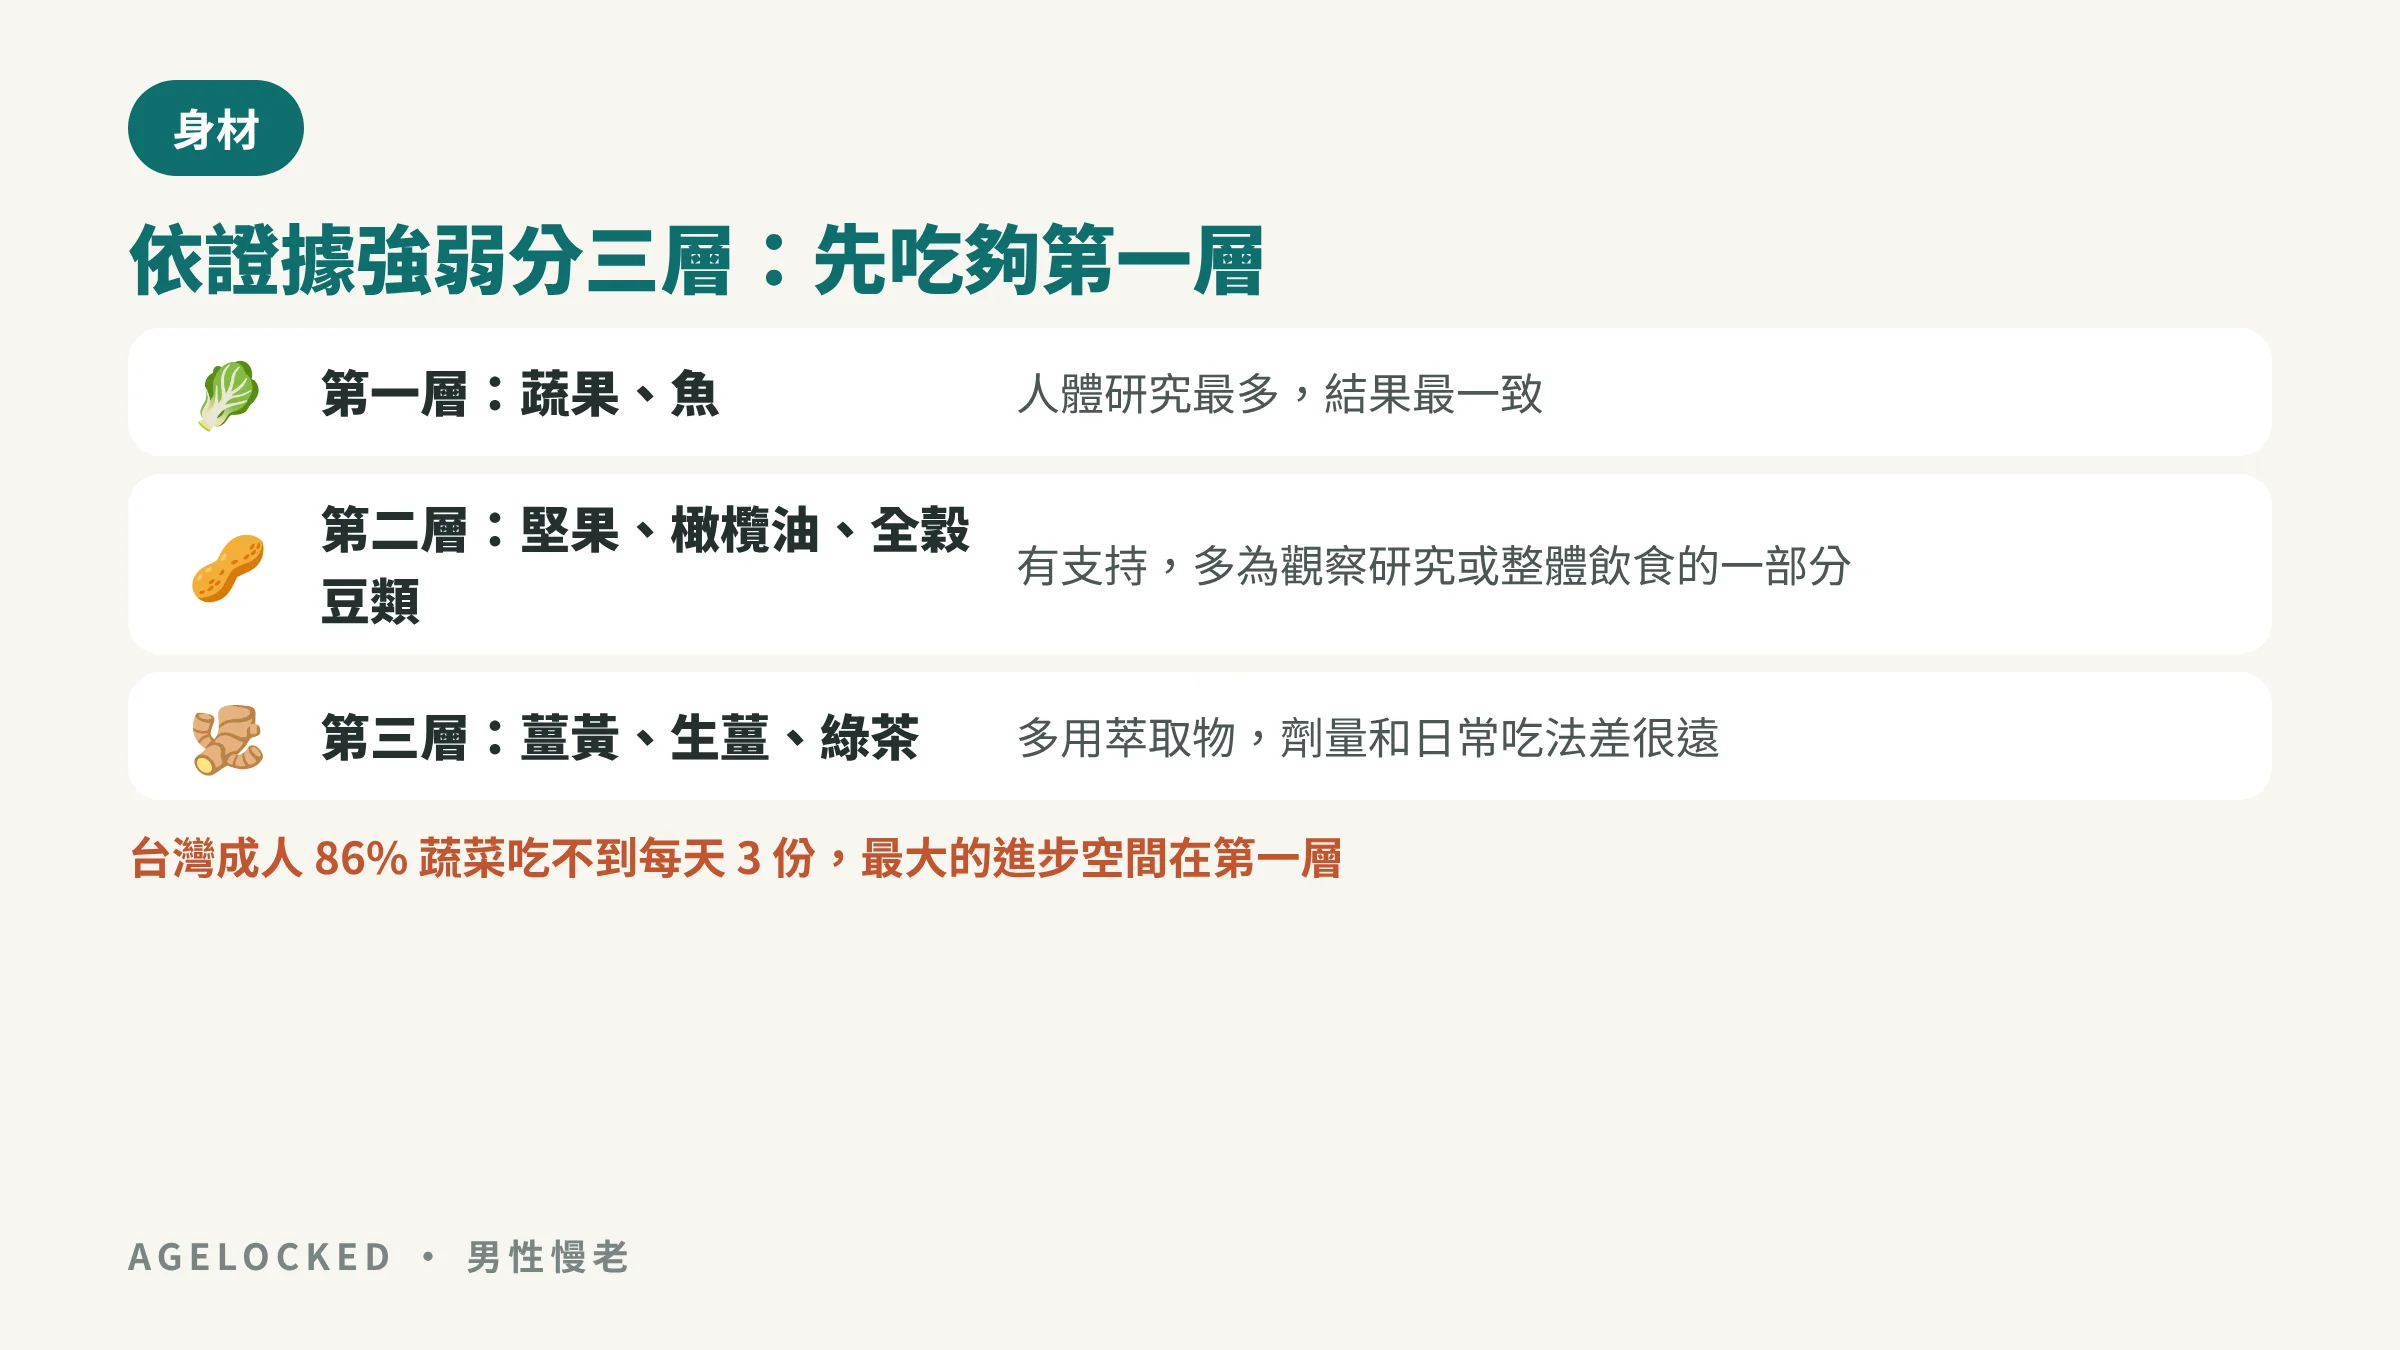 身材
依證據強弱分三層：先吃夠第一層
第一層：蔬果、魚
人體研究最多，結果最一致
第二層：堅果、橄欖油、全穀
豆類
有支持，多為觀察研究或整體飲食的一部分
第三層：薑黃、生薑、綠茶
多用萃取物，劑量和日常吃法差很遠
台灣成人 86% 蔬菜吃不到每天 3 份，最大的進步空間在第一層
AGELOCKED • 男性慢老